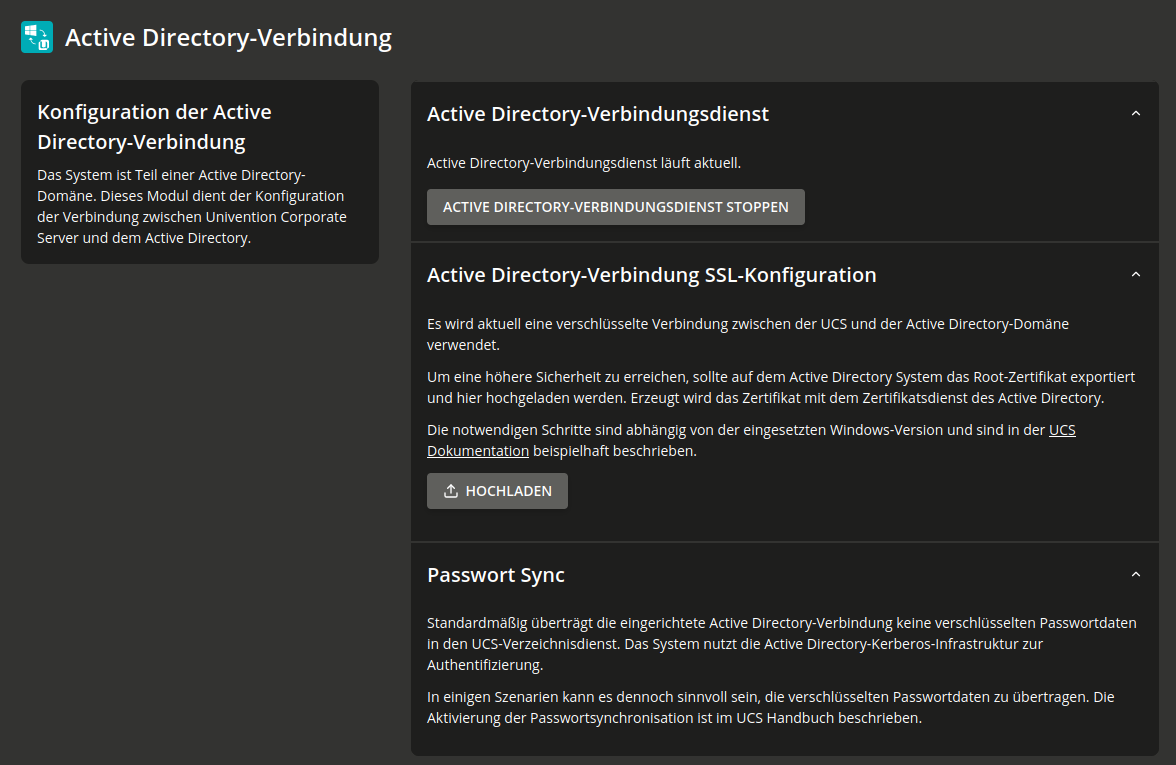 Active Directory-Verbindung
Konfiguration der Active
Directory-Verbindung
Das System ist Teil einer Active Directory-
Domäne. Dieses Modul dient der Konfiguration
der Verbindung zwischen Univention Corporate
Server und dem Active Directory.
Active Directory-Verbindungsdienst
Active Directory-Verbindungsdienst läuft aktuell.
ACTIVE DIRECTORY-VERBINDUNGSDIENST STOPPEN
Active Directory-Verbindung SSL-Konfiguration
Es wird aktuell eine verschlüsselte Verbindung zwischen der UCS und der Active Directory-Domäne
verwendet.
Um eine höhere Sicherheit zu erreichen, sollte auf dem Active Directory System das Root-Zertifikat exportiert
und hier hochgeladen werden. Erzeugt wird das Zertifikat mit dem Zertifikatsdienst des Active Directory.
Die notwendigen Schritte sind abhängig von der eingesetzten Windows-Version und sind in der UCS
Dokumentation beispielhaft beschrieben.
HOCHLADEN
Passwort Sync
Standardmäßig überträgt die eingerichtete Active Directory-Verbindung keine verschlüsselten Passwortdaten
in den UCS-Verzeichnisdienst. Das System nutzt die Active Directory-Kerberos-Infrastruktur zur
Authentifizierung.
In einigen Szenarien kann es dennoch sinnvoll sein, die verschlüsselten Passwortdaten zu übertragen. Die
Aktivierung der Passwortsynchronisation ist im UCS Handbuch beschrieben.